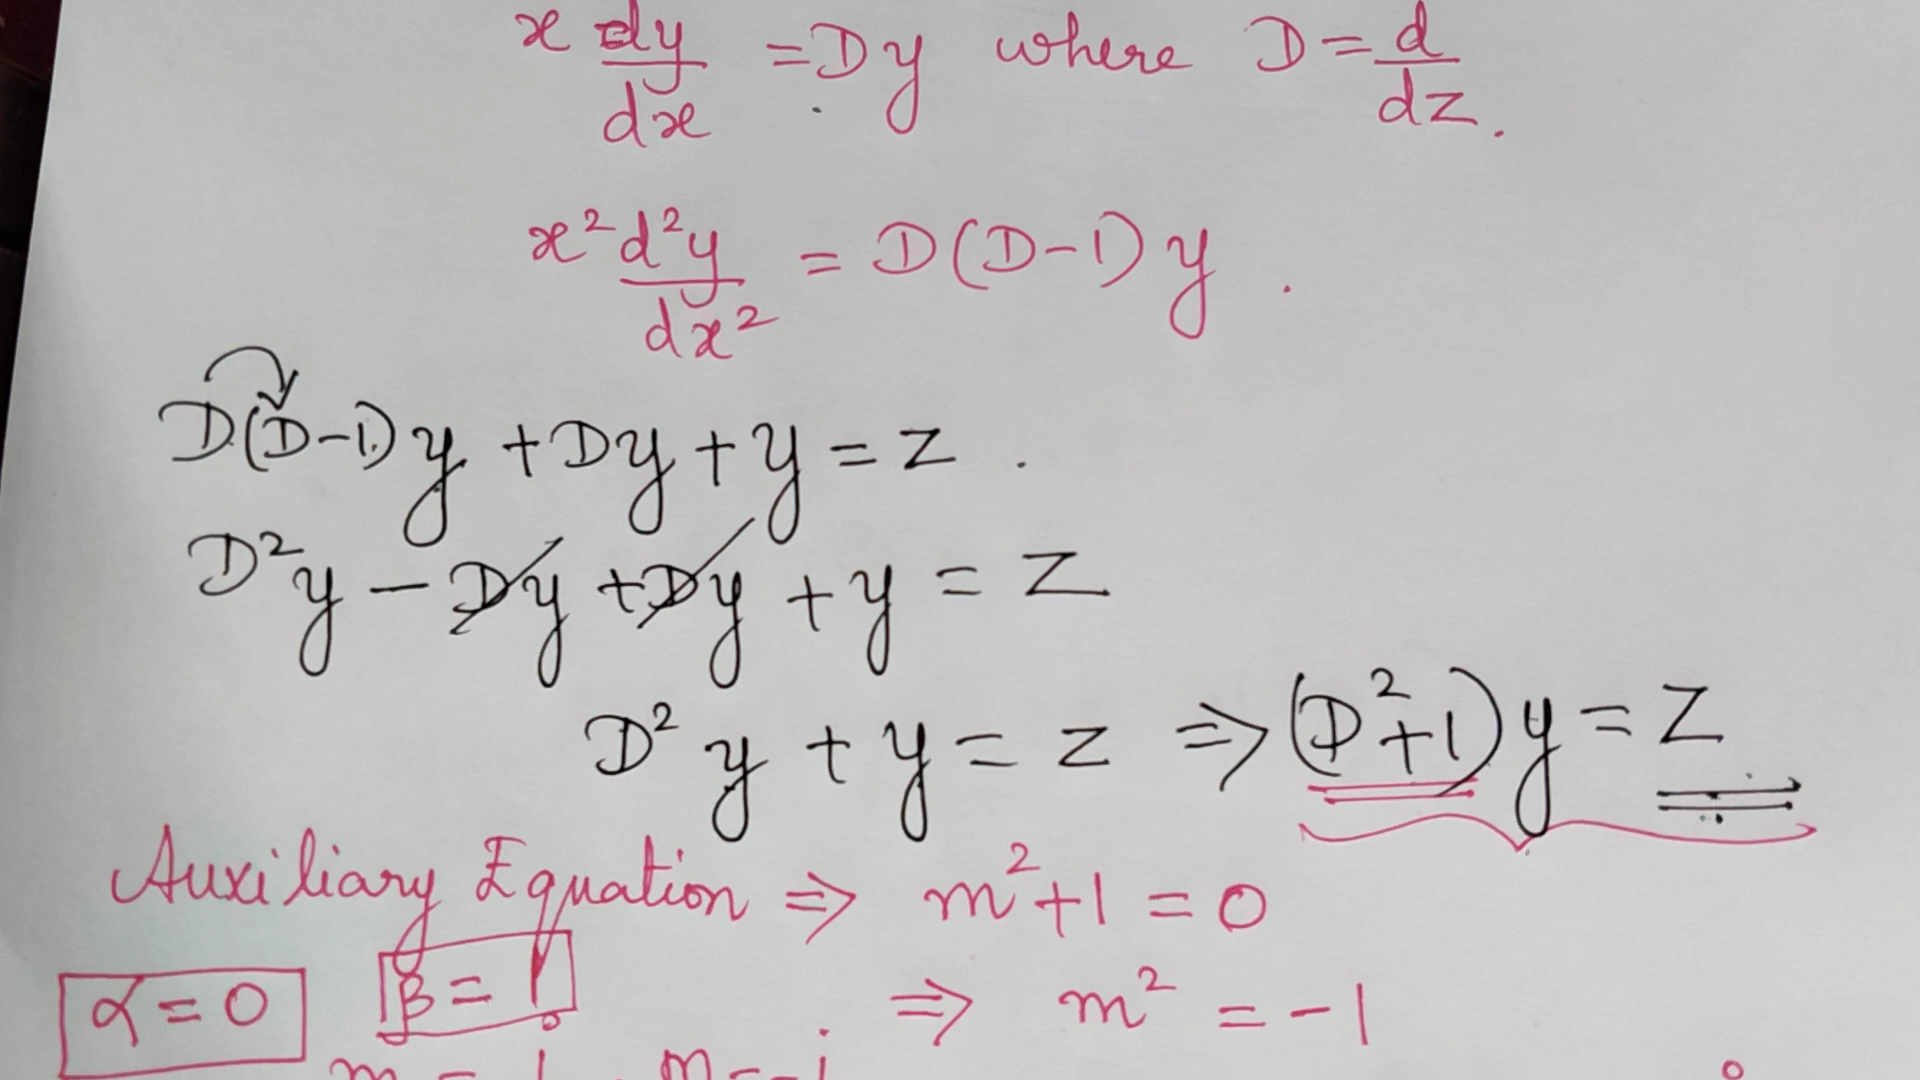 x dy/dx = Dy where D = d/dz.
x² d²y/dx² = D(D-1)y.
D(D-1)y + Dy + y = z.
D²y - Dy + Dy + y = z
D²y + y = z ⇒ (D²+1)y = z
Auxiliary Equation ⇒ m²+1 = 0
α = 0 β = 1 ⇒ m² = -1
m = i, m = -i